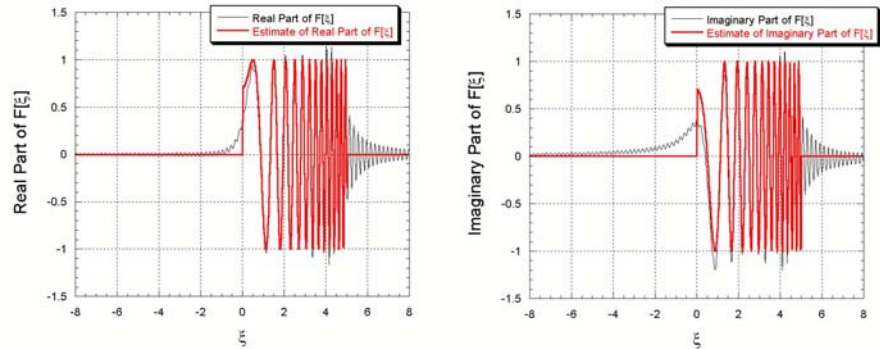 Real Part of F[ξ]
Estimate of Real Part of F[ξ]
Real Part of F[ξ]
1.5
1
0.5
0
-0.5
-1
-1.5
-8 -6 -4 -2 0 2 4 6 8
ξ
Imaginary Part of F[ξ]
Estimate of Imaginary Part of F[ξ]
Imaginary Part of F[ξ]
1.5
1
0.5
0
-0.5
-1
-1.5
-8 -6 -4 -2 0 2 4 6 8
ξ